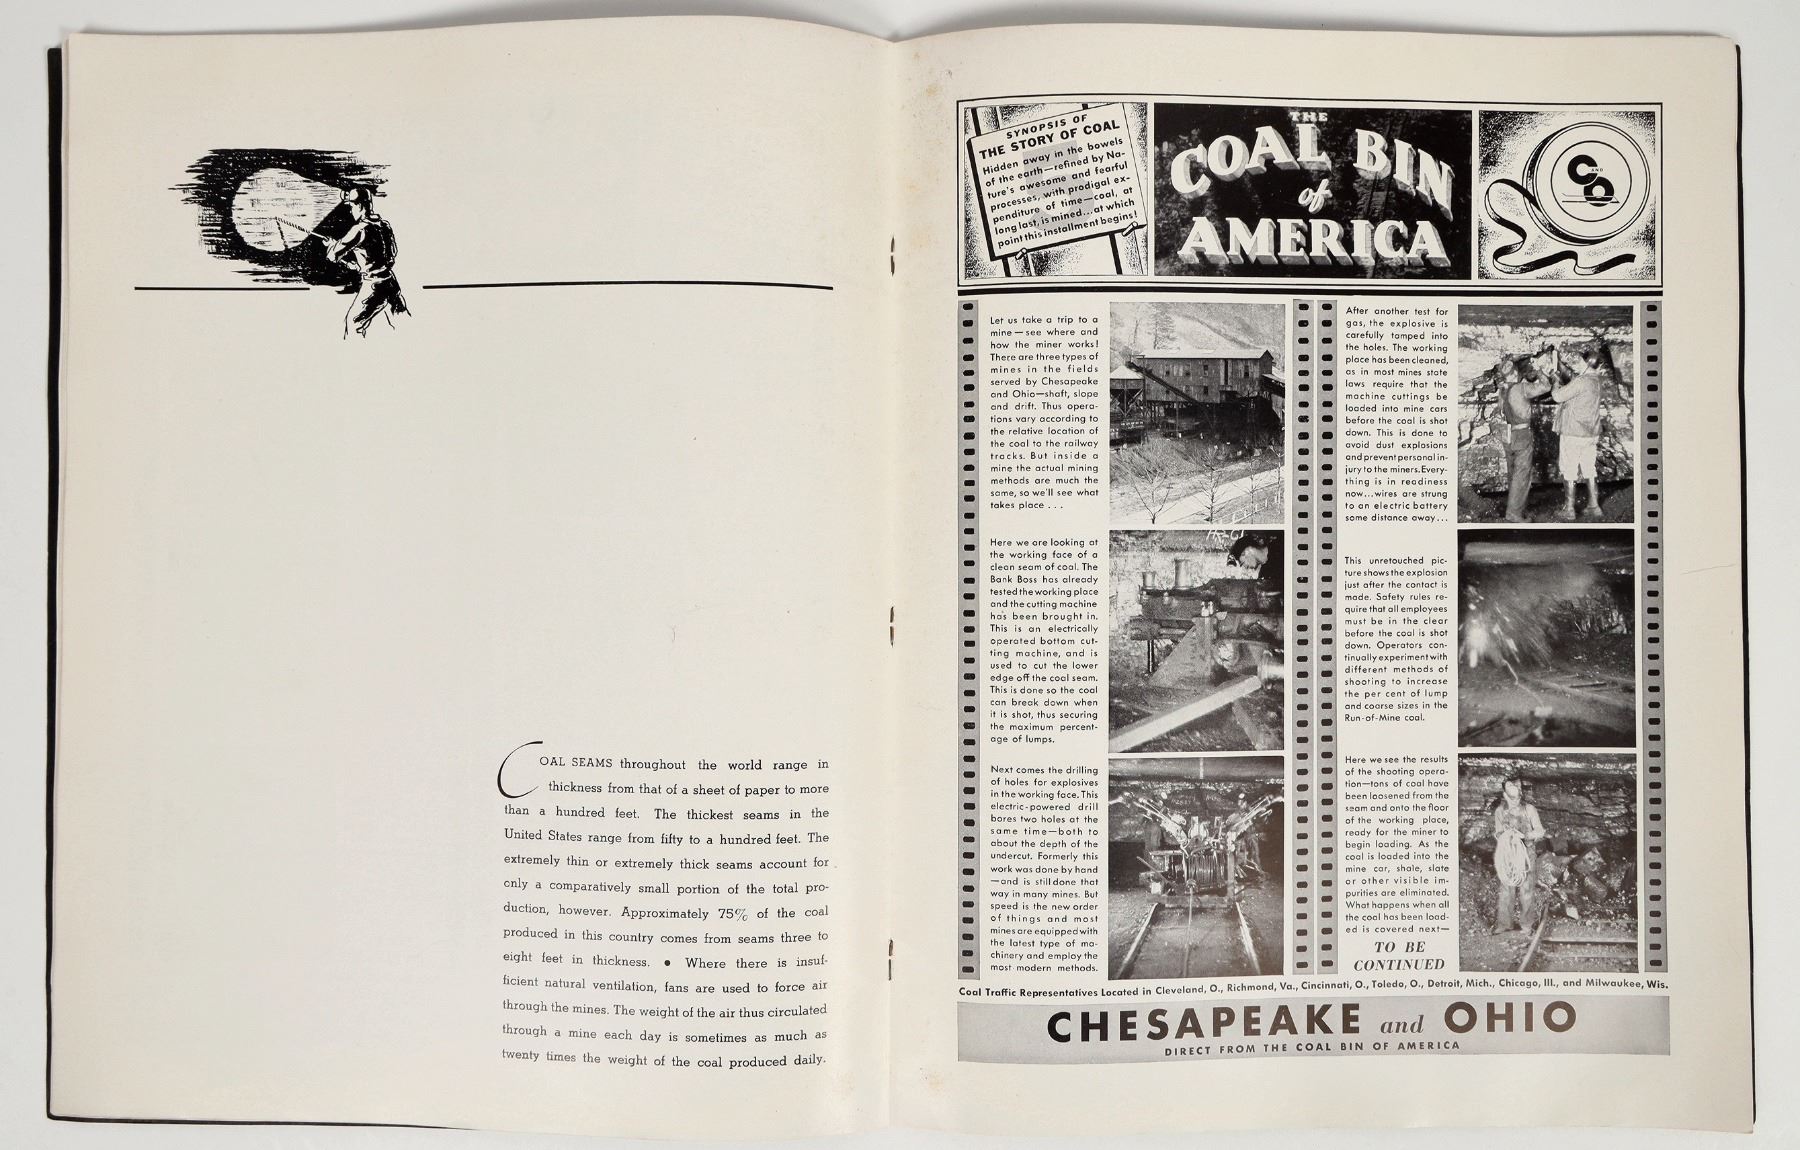 COAL SEAMS throughout the world range in
thickness from that of a sheet of paper to more
than a hundred feet. The thickest seams in the
United States range from fifty to a hundred feet. The
extremely thin or extremely thick seams account for
only a comparatively small portion of the total pro-
duction, however. Approximately 75% of the coal
produced in this country comes from seams three to
eight feet in thickness. • Where there is insuf-
ficient natural ventilation, fans are used to force air
through the mines. The weight of the air thus circulated
through a mine each day is sometimes as much as
twenty times the weight of the coal produced daily.
SYNOPSIS OF
THE STORY OF COAL
Hidden away in the bowels
of the earth—refined by Na-
ture's awesome and fearful
processes, with prodigal ex-
penditure of time—coal, at
long last, is mined...at which
point this installment begins!
THE
COAL BIN
of
AMERICA
C AND O
Let us take a trip to a
mine—see where and
how the miner works!
There are three types of
mines in the fields
served by Chesapeake
and Ohio—shaft, slope
and drift. Thus opera-
tions vary according to
the relative location of
the coal to the railway
tracks. But inside a
mine the actual mining
methods are much the
same, so we'll see what
takes place . . .
Here we are looking at
the working face of a
clean seam of coal. The
Bank Boss has already
tested the working place
and the cutting machine
has been brought in.
This is an electrically
operated bottom cut-
ting machine, and is
used to cut the lower
edge off the coal seam.
This is done so the coal
can break down when
it is shot, thus securing
the maximum percent-
age of lumps.
Next comes the drilling
of holes for explosives
in the working face. This
electric-powered drill
bores two holes at the
same time—both to
about the depth of the
undercut. Formerly this
work was done by hand
—and is still done that
way in many mines. But
speed is the new order
of things and most
mines are equipped with
the latest type of ma-
chinery and employ the
most modern methods.
After another test for
gas, the explosive is
carefully tamped into
the holes. The working
place has been cleaned,
as in most mines state
laws require that the
machine cuttings be
loaded into mine cars
before the coal is shot
down. This is done to
avoid dust explosions
and prevent personal in-
jury to the miners. Every-
thing is in readiness
now...wires are strung
to an electric battery
some distance away...
This unretouched pic-
ture shows the explosion
just after the contact is
made. Safety rules re-
quire that all employees
must be in the clear
before the coal is shot
down. Operators con-
tinually experiment with
different methods of
shooting to increase
the per cent of lump
and coarse sizes in the
Run-of-Mine coal.
Here we see the results
of the shooting opera-
tion—tons of coal have
been loosened from the
seam and onto the floor
of the working place,
ready for the miner to
begin loading. As the
coal is loaded into the
mine car, shale, slate
or other visible im-
purities are eliminated.
What happens when all
the coal has been load-
ed is covered next—
TO BE
CONTINUED
Coal Traffic Representatives Located in Cleveland, O., Richmond, Va., Cincinnati, O., Toledo, O., Detroit, Mich., Chicago, Ill., and Milwaukee, Wis.
CHESAPEAKE and OHIO
DIRECT FROM THE COAL BIN OF AMERICA